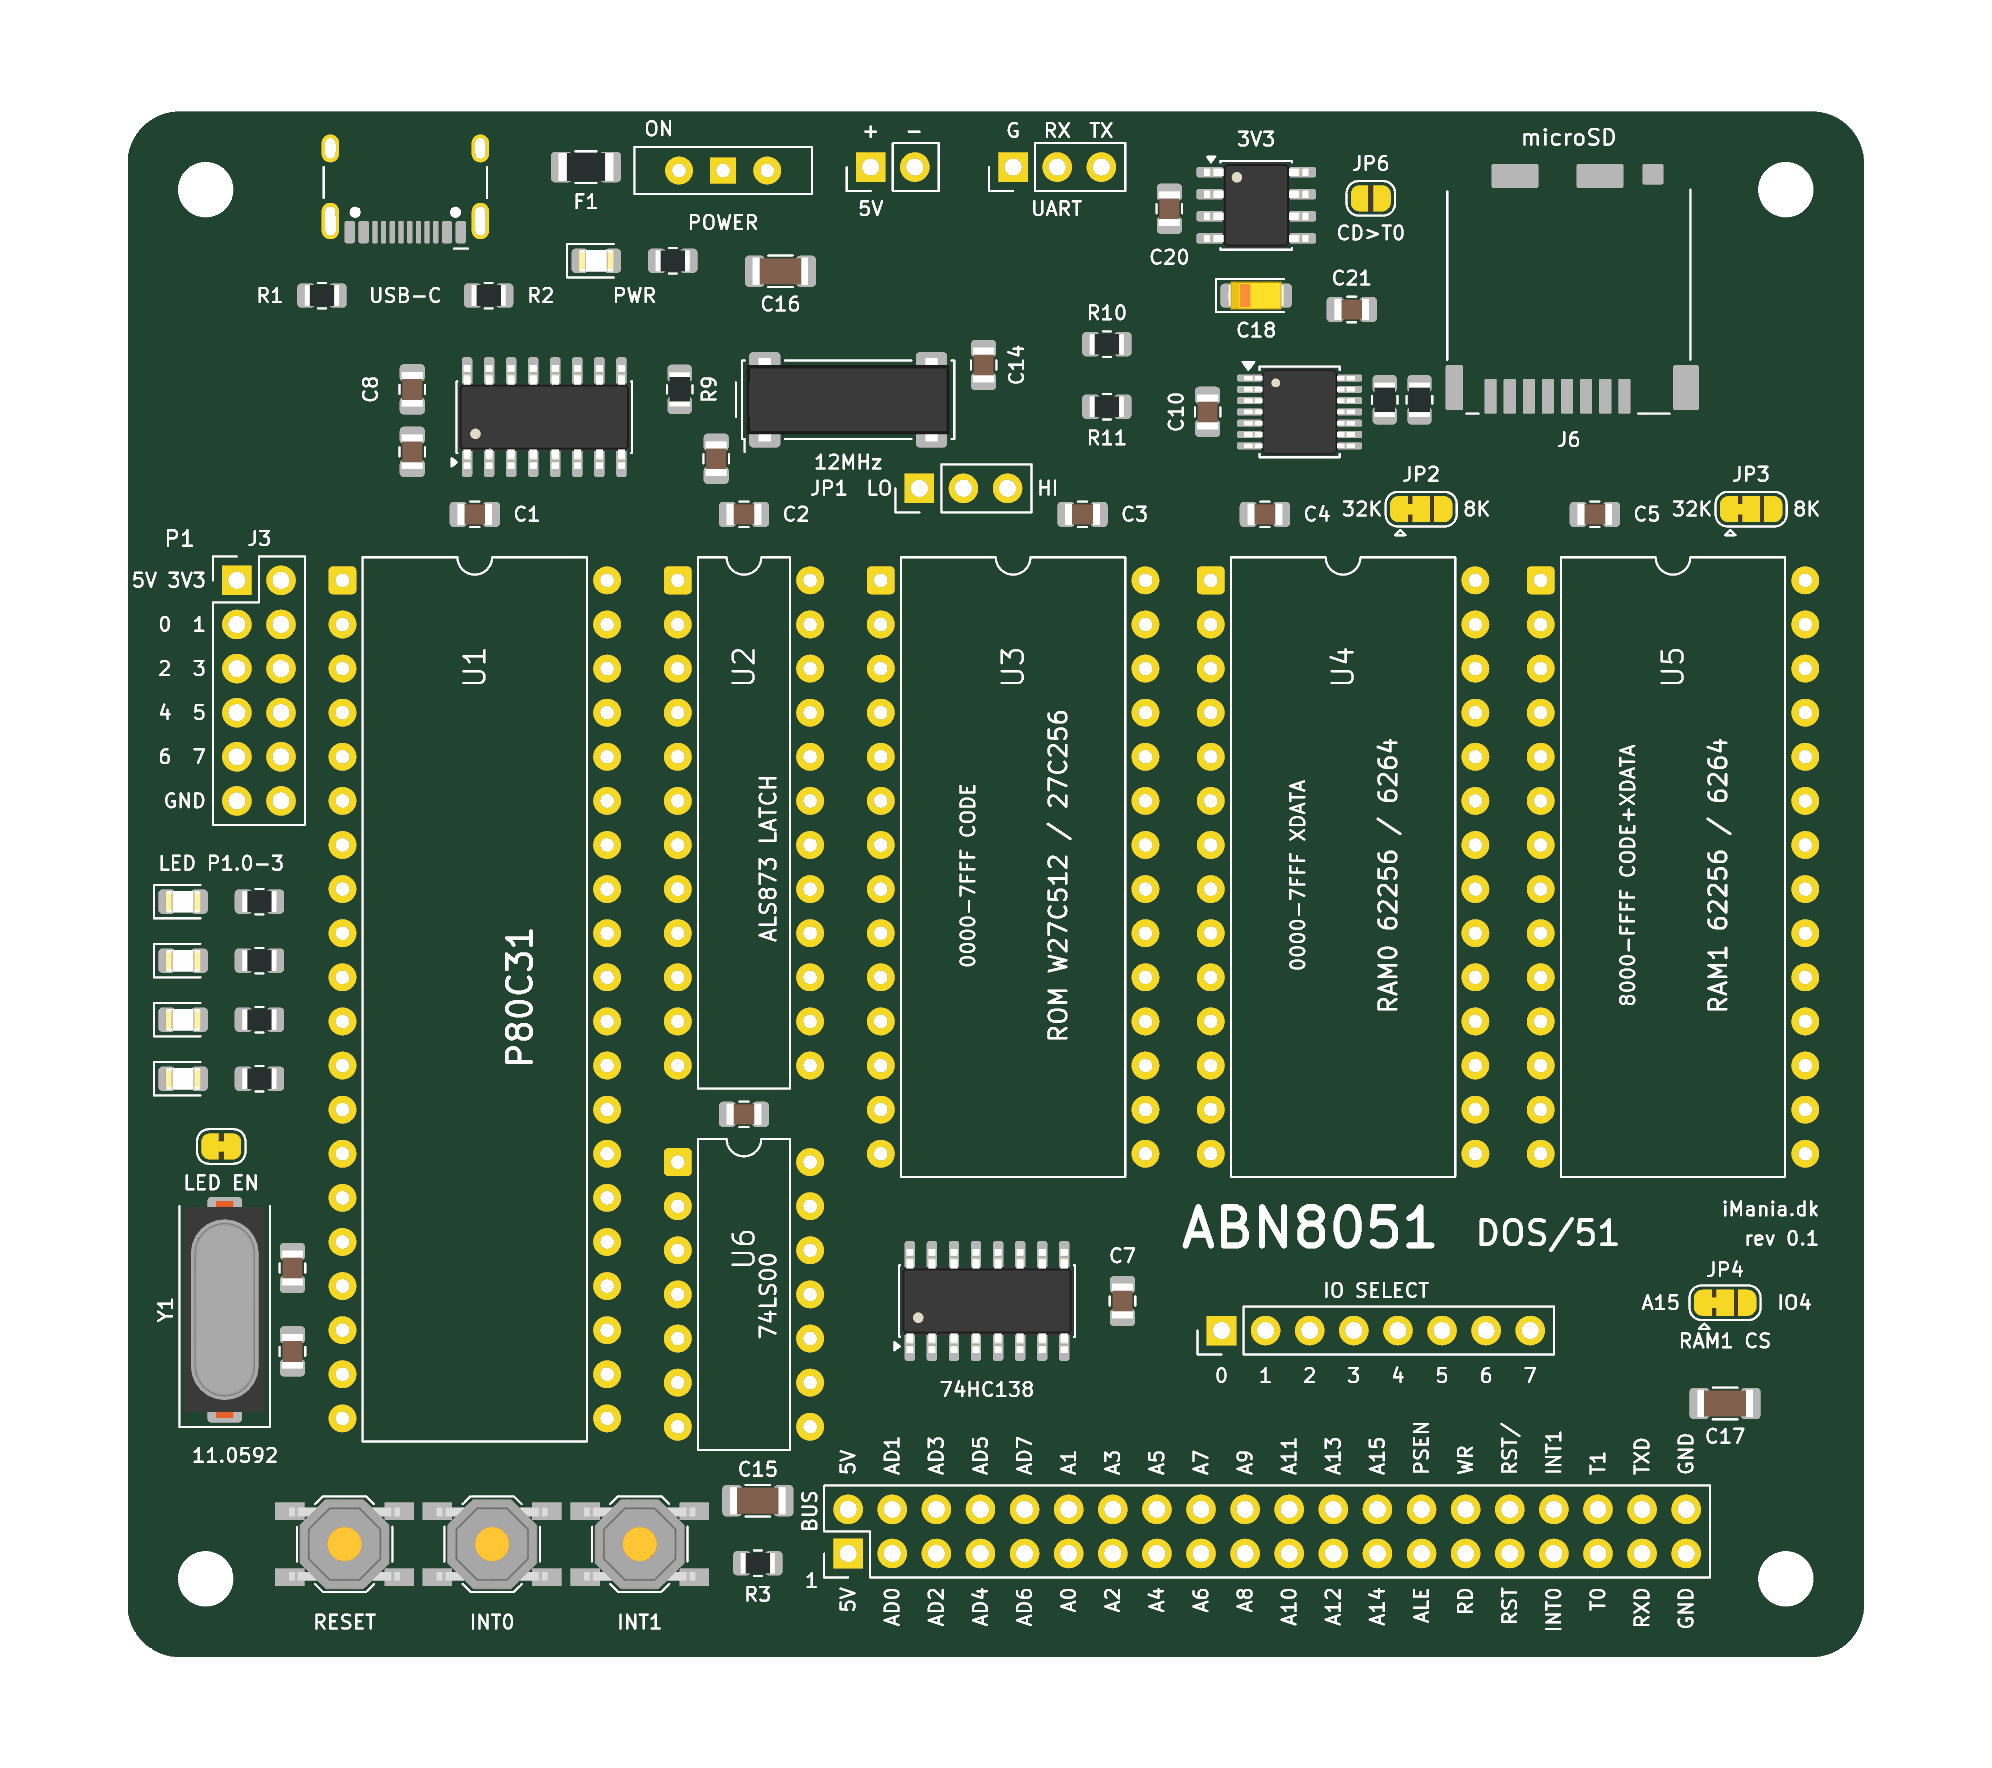 ON
+ -
G RX TX
3V3
microSD
JP6
F1
POWER
5V
UART
CD>T0
C20
R1
USB-C
R2
PWR
C16
C21
R10
C18
C8
R9
C14
C10
R11
J6
12MHz
JP1 LO
HI
JP2
JP3
C1
C2
C3
C4
32K
8K
C5
32K
8K
P1
J3
5V 3V3
0 1
2 3
4 5
6 7
GND
U1
P80C31
U2
ALS873 LATCH
U3
0000-7FFF CODE
ROM W27C512 / 27C256
U4
0000-7FFF XDATA
RAM0 62256 / 6264
U5
8000-FFFF CODE+XDATA
RAM1 62256 / 6264
LED P1.0-3
LED EN
Y1
11.0592
U6
74LS00
ABN8051
DOS/51
iMania.dk
rev 0.1
C7
74HC138
IO SELECT
0 1 2 3 4 5 6 7
JP4
A15
IO4
RAM1 CS
C17
C15
R3
RESET
INT0
INT1
BUS
1
5V AD1 AD3 AD5 AD7 A1 A3 A5 A7 A9 A11 A13 A15 PSEN WR RST/ INT1 T1 TXD GND
5V AD0 AD2 AD4 AD6 A0 A2 A4 A6 A8 A10 A12 A14 ALE RD RST INT0 T0 RXD GND